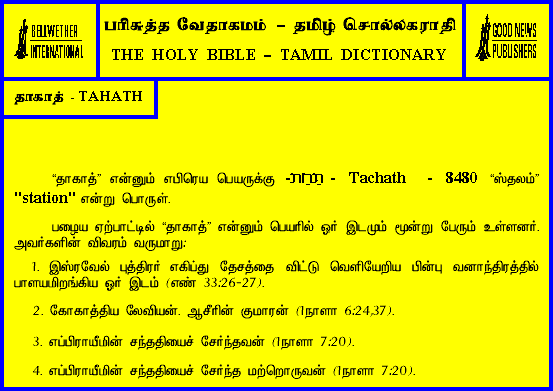 BELLWETHER
INTERNATIONAL
பரிசுத்த வேதாகமம் – தமிழ் சொல்லகராதி
THE HOLY BIBLE – TAMIL DICTIONARY
GOOD NEWS
PUBLISHERS
தாகாத் - TAHATH
“தாகாத்” என்னும் எபிரெய பெயருக்கு -תחת - Tachath - 8480 “ஸ்தலம்”
"station" என்று பொருள்.
பழைய ஏற்பாட்டில் “தாகாத்” என்னும் பெயரில் ஓர் இடமும் மூன்று பேரும் உள்ளனர்.
அவர்களின் விவரம் வருமாறு:
1. இஸ்ரவேல் புத்திரர் எகிப்து தேசத்தை விட்டு வெளியேறிய பின்பு வனாந்திரத்தில்
பாளயமிறங்கிய ஓர் இடம் (எண் 33:26-27).
2. கோகாத்திய லேவியன். ஆசீரின் குமாரன் (1நாளா 6:24,37).
3. எப்பிராயீமின் சந்ததியைச் சேர்ந்தவன் (1நாளா 7:20).
4. எப்பிராயீமின் சந்ததியைச் சேர்ந்த மற்றொருவன் (1நாளா 7:20).